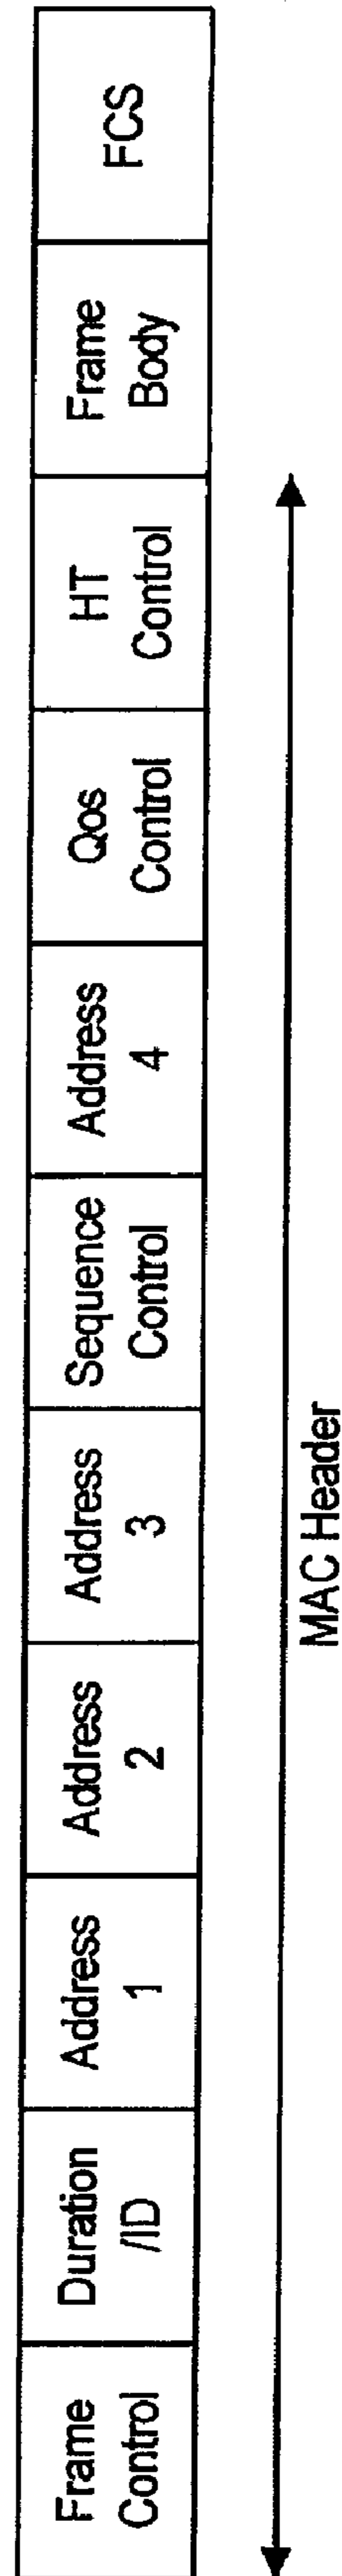 Frame
Control
Duration
/ID
Address
1
Address
2
Address
3
Sequence
Control
Address
4
Qos
Control
HT
Control
Frame
Body
FCS
MAC Header